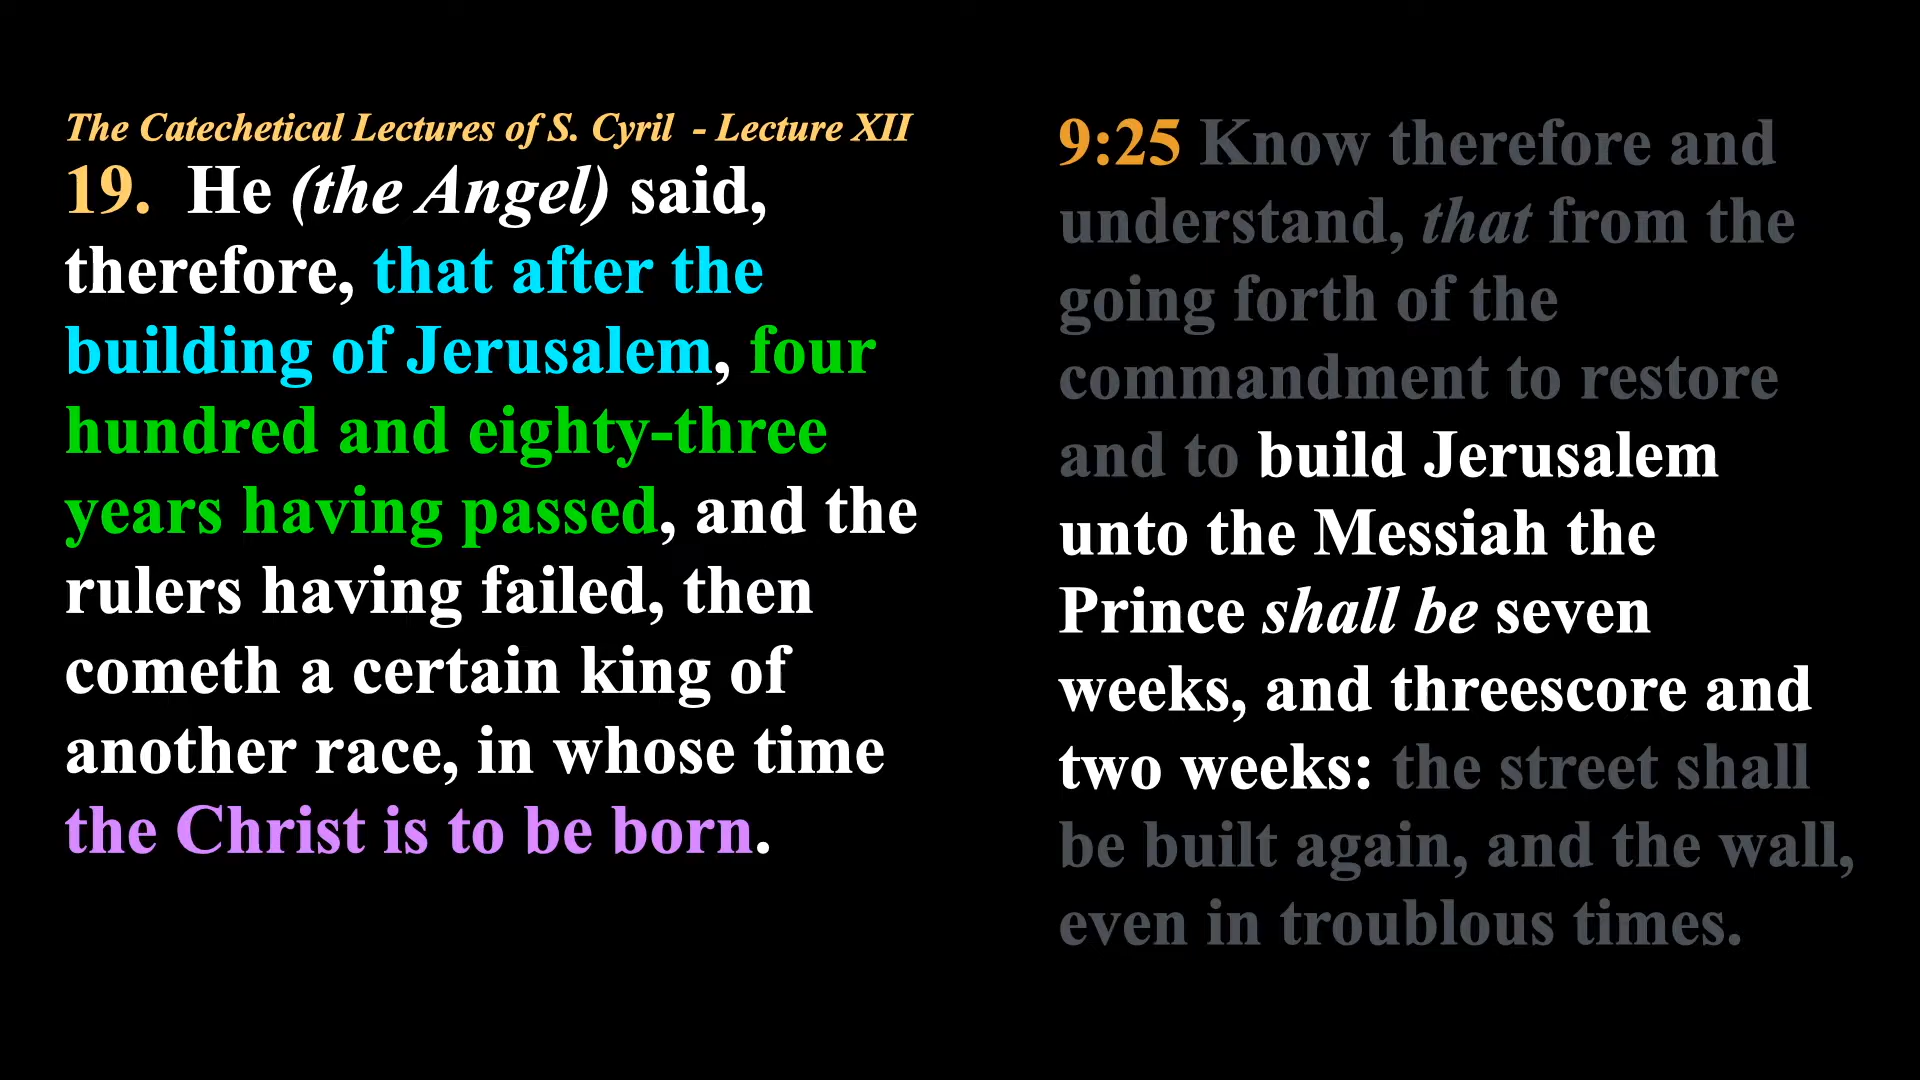 The Catechetical Lectures of S. Cyril - Lecture XII
19. He (the Angel) said,
therefore, that after the
building of Jerusalem, four
hundred and eighty-three
years having passed, and the
rulers having failed, then
cometh a certain king of
another race, in whose time
the Christ is to be born.
9:25 Know therefore and
understand, that from the
going forth of the
commandment to restore
and to build Jerusalem
unto the Messiah the
Prince shall be seven
weeks, and threescore and
two weeks: the street shall
be built again, and the wall,
even in troublous times.